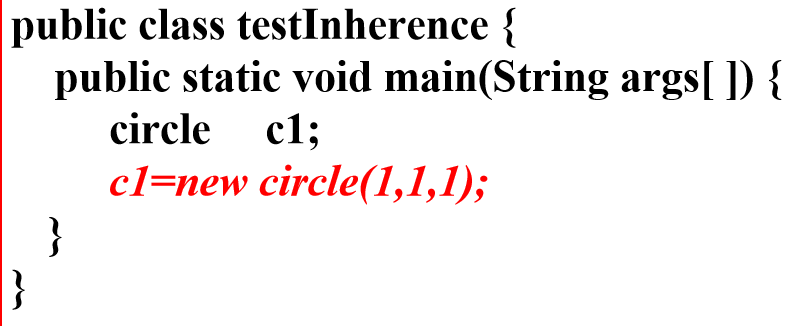 public class testInherence {
public static void main(String args[ ]) {
circle c1;
c1=new circle(1,1,1);
}
}